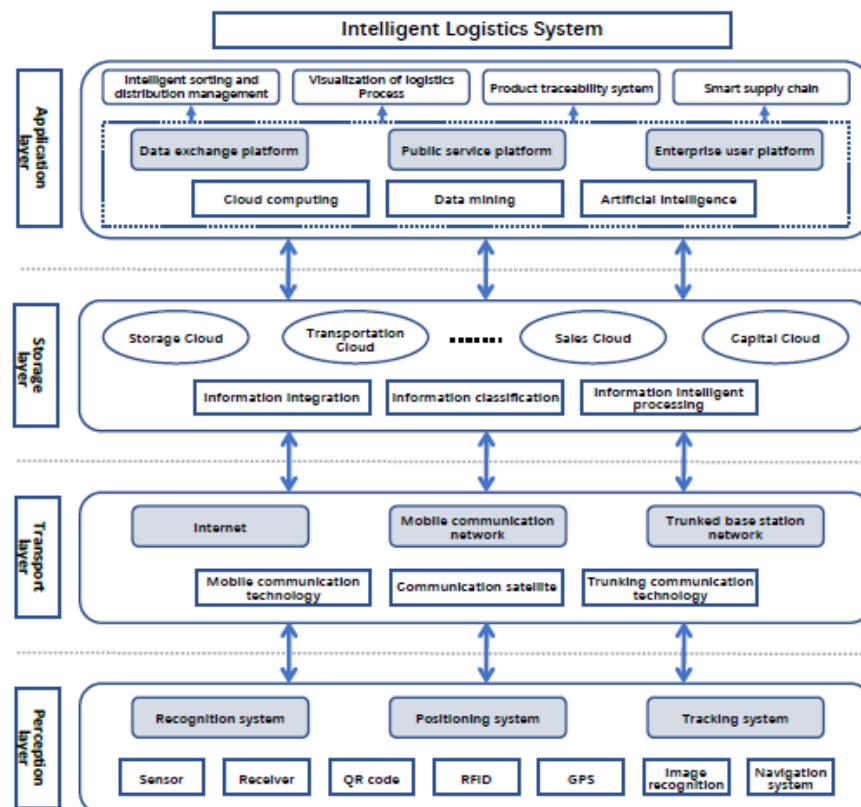 Intelligent Logistics System
Application
layer
Intelligent sorting and
distribution management
Visualization of logistics
Process
Product traceability system
Smart supply chain
Data exchange platform
Public service platform
Enterprise user platform
Cloud computing
Data mining
Artificial Intelligence
Storage
layer
Storage Cloud
Transportation
Cloud
Sales Cloud
Capital Cloud
Information Integration
Information classification
Information Intelligent
processing
Transport
layer
Internet
Mobile communication
network
Trunked base station
network
Mobile communication
technology
Communication satellite
Trunking communication
technology
Perception
layer
Recognition system
Positioning system
Tracking system
Sensor
Receiver
QR code
RFID
GPS
Image
recognition
Navigation
system